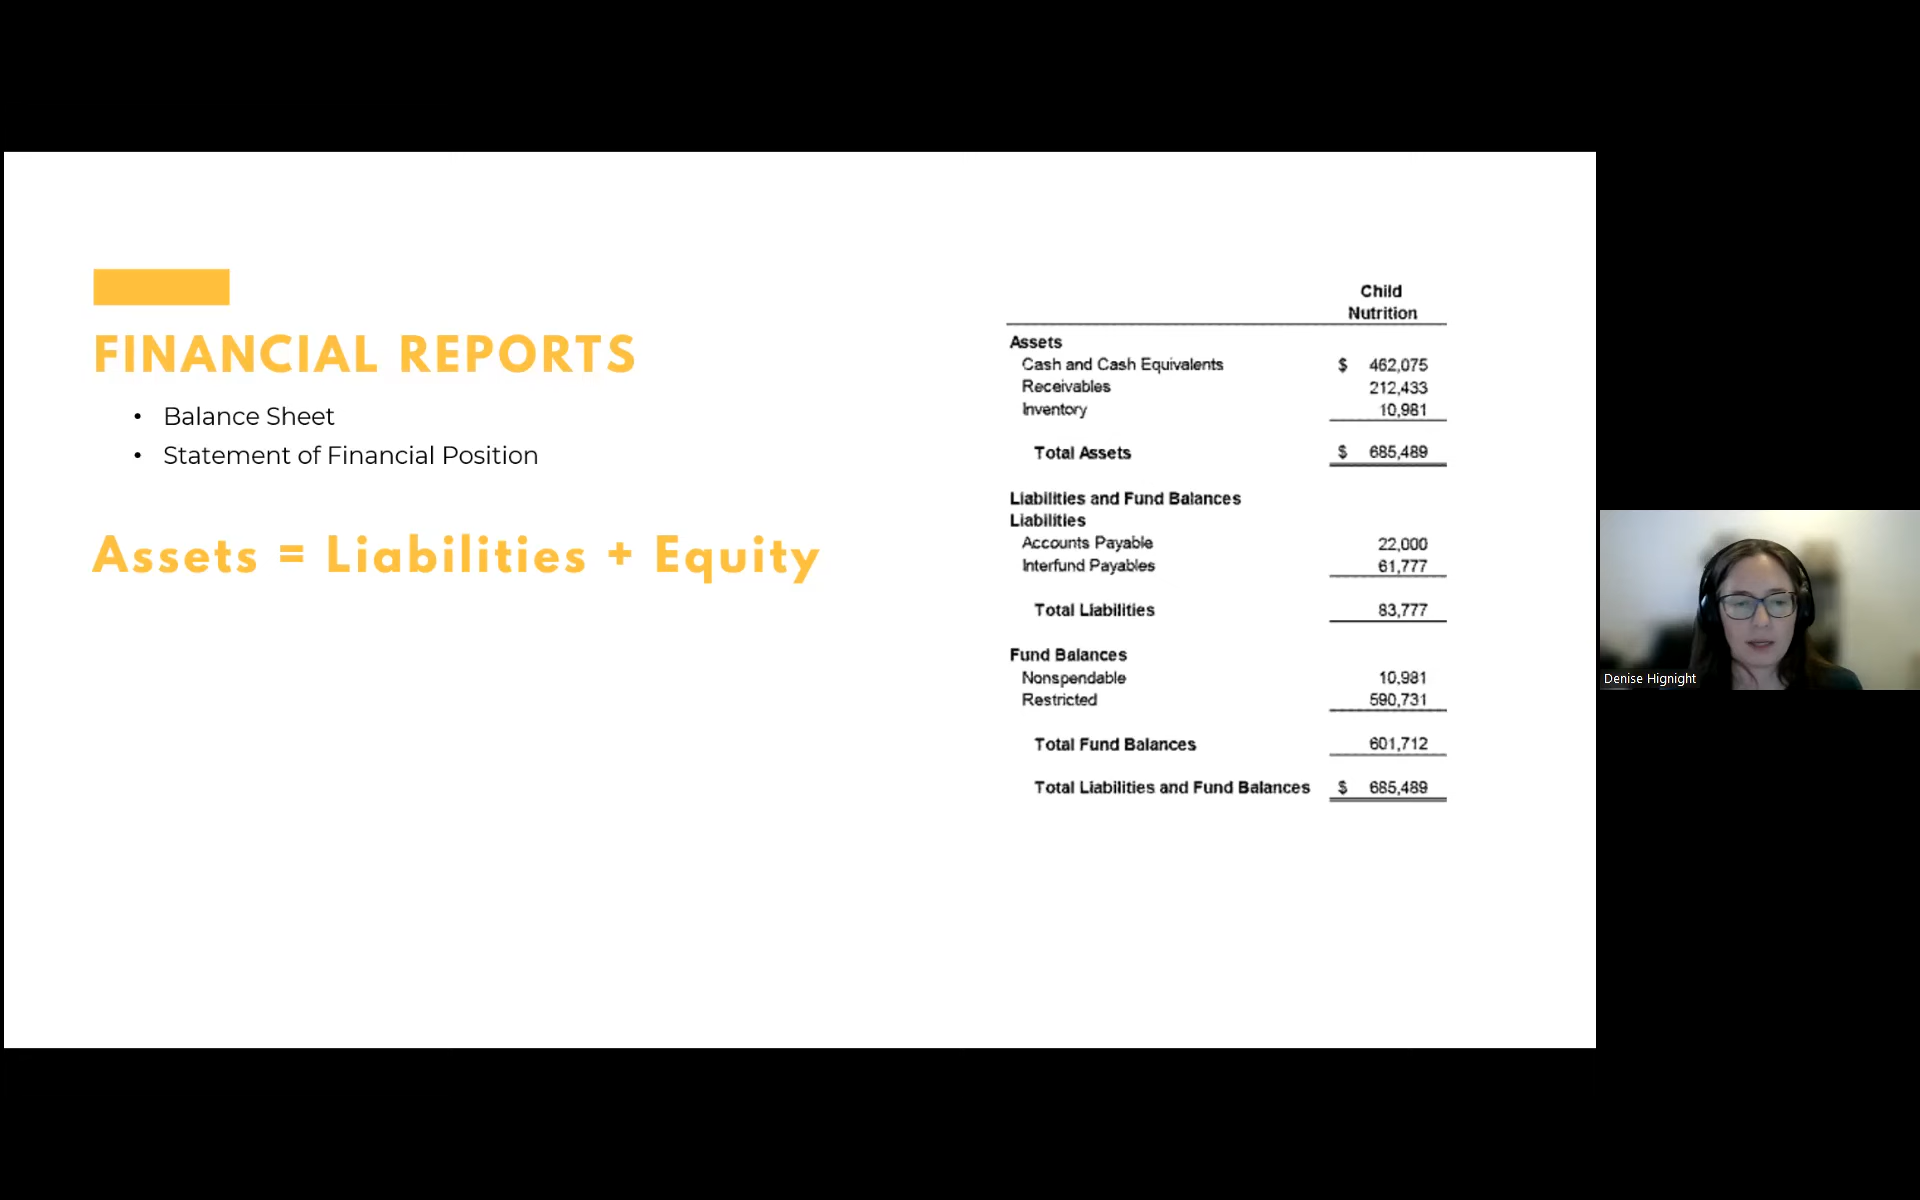 FINANCIAL REPORTS
• Balance Sheet
• Statement of Financial Position
Assets = Liabilities + Equity
Child
Nutrition
Assets
Cash and Cash Equivalents $ 462,075
Receivables 212,433
Inventory 10,981
Total Assets $ 685,489
Liabilities and Fund Balances
Liabilities
Accounts Payable 22,000
Interfund Payables 61,777
Total Liabilities 83,777
Fund Balances
Nonspendable 10,981
Restricted 590,731
Total Fund Balances 601,712
Total Liabilities and Fund Balances $ 685,489
Denise Hignight